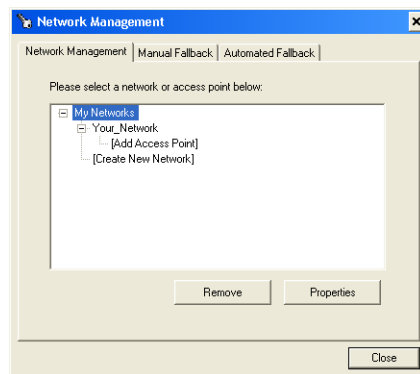 Network Management
Network Management Manual Fallback Automated Fallback
Please select a network or access point below:
My Networks
Your_Network
[Add Access Point]
[Create New Network]
Remove Properties
Close